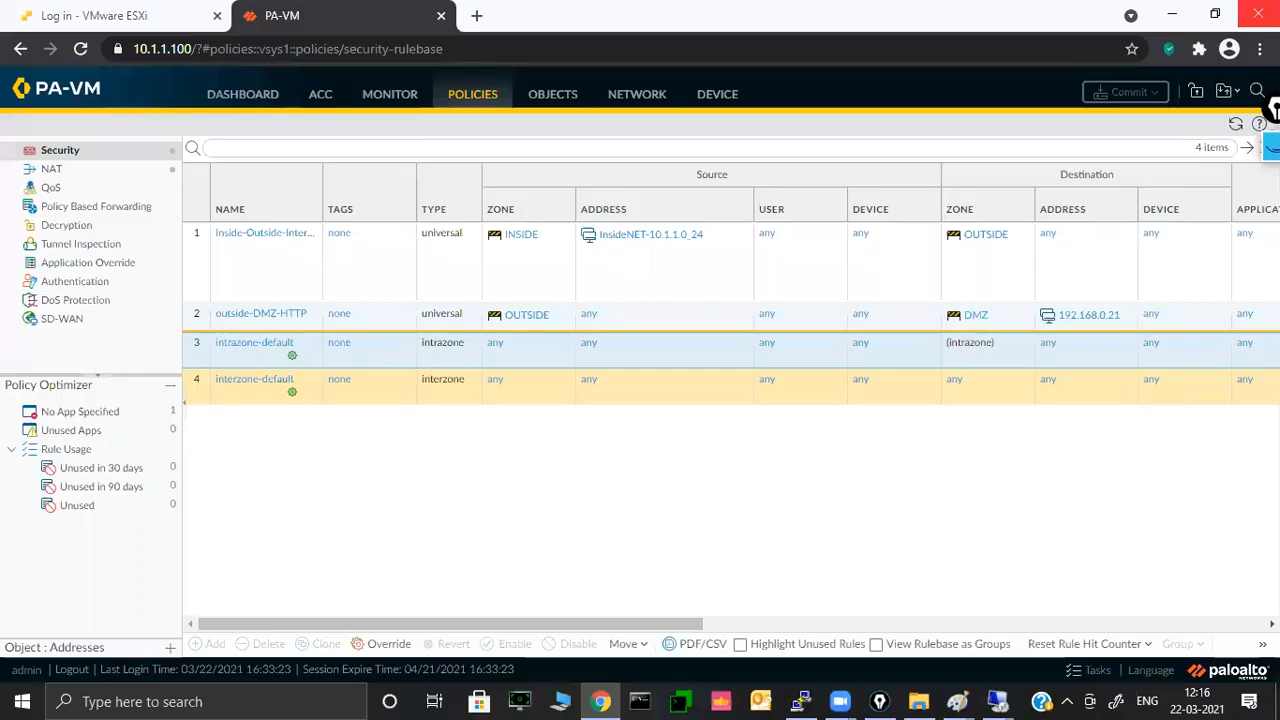 Log in - VMware ESXi
PA-VM
10.1.1.100/?#policies::vsys1::policies/security-rulebase
PA-VM
DASHBOARD ACC MONITOR POLICIES OBJECTS NETWORK DEVICE
Commit
Security
NAT
QoS
Policy Based Forwarding
Decryption
Tunnel Inspection
Application Override
Authentication
DoS Protection
SD-WAN
Policy Optimizer
No App Specified 1
Unused Apps 0
Rule Usage
Unused in 30 days 0
Unused in 90 days 0
Unused 0
Object : Addresses
4 items
Source Destination
NAME TAGS TYPE ZONE ADDRESS USER DEVICE ZONE ADDRESS DEVICE APPLICAT
1 Inside-Outside-Inter... none universal INSIDE InsideNET-10.1.1.0_24 any any OUTSIDE any any any
2 outside-DMZ-HTTP none universal OUTSIDE any any any DMZ 192.168.0.21 any any
3 intrazone-default none intrazone any any any any (intrazone) any any any
4 interzone-default none interzone any any any any any any any any
Add Delete Clone Override Revert Enable Disable Move PDF/CSV Highlight Unused Rules View Rulebase as Groups Reset Rule Hit Counter Group
admin | Logout | Last Login Time: 03/22/2021 16:33:23 | Session Expire Time: 04/21/2021 16:33:23
Tasks | Language paloalto NETWORKS
Type here to search
ENG
12:16
22-03-2021